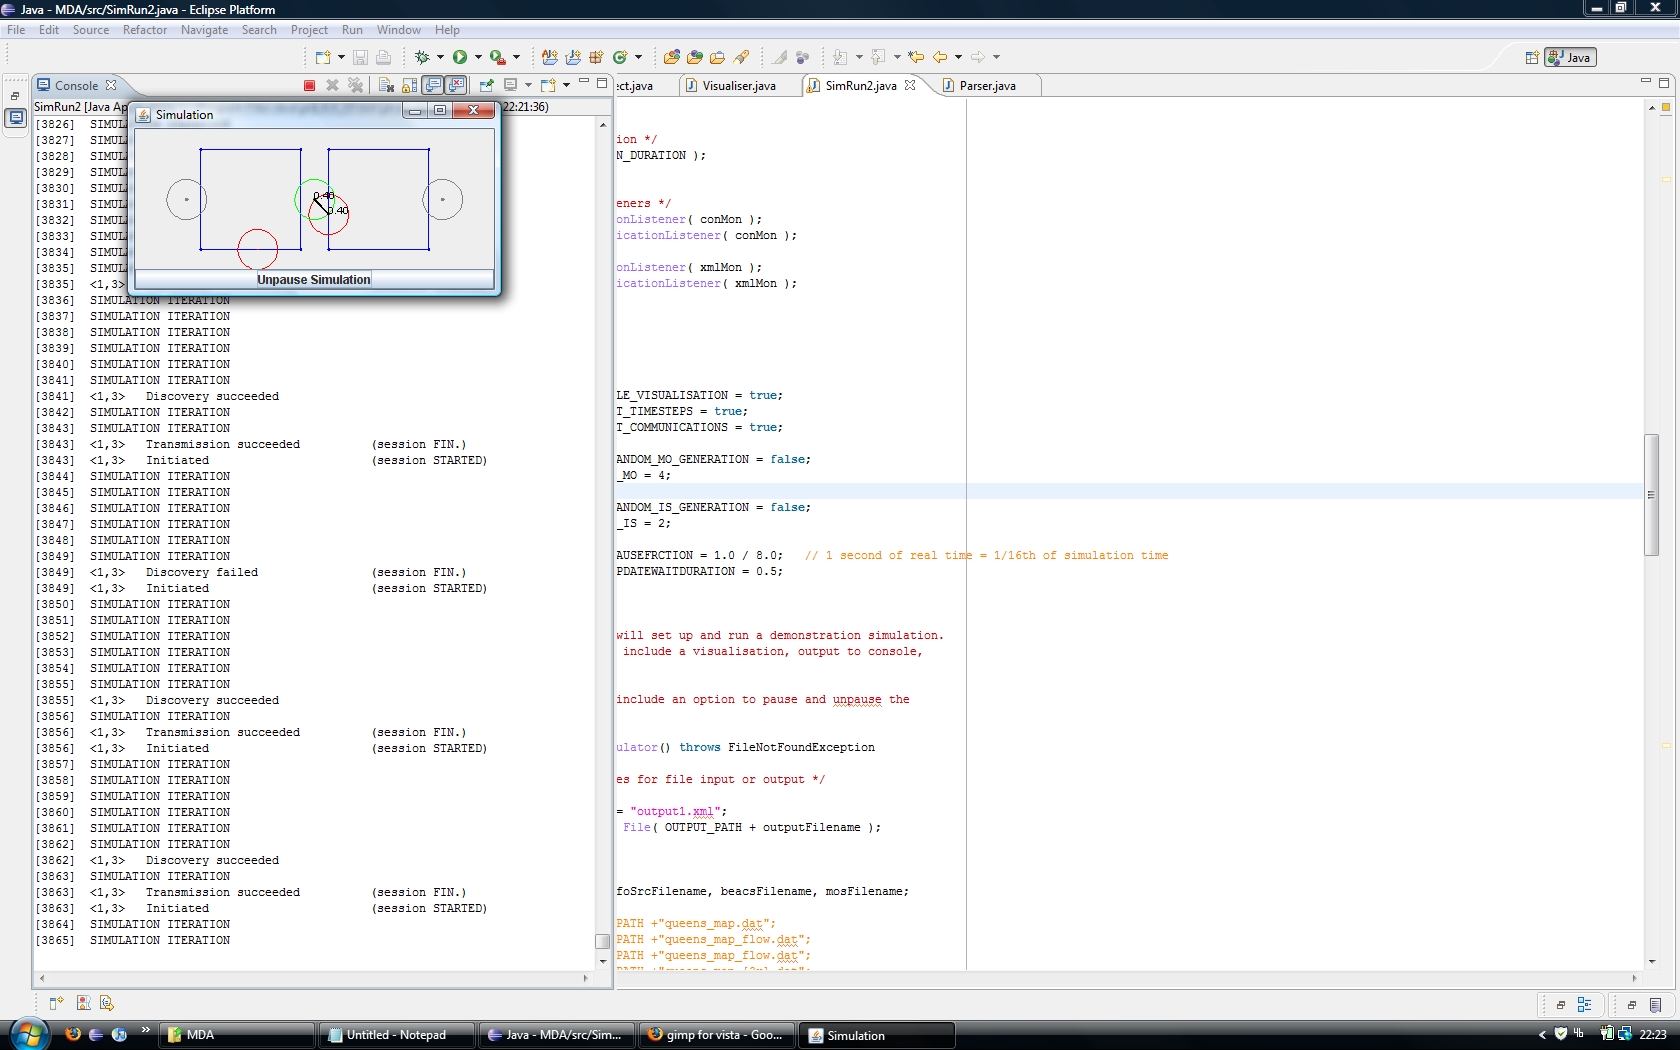 Java - MDA/src/SimRun2.java - Eclipse Platform
File Edit Source Refactor Navigate Search Project Run Window Help
Java
Console
ct.java Visualiser.java SimRun2.java Parser.java
SimRun2 [Java Ap 22:21:36)
Simulation
0.40
0.40
Unpause Simulation
[3826] SIMUL
[3827] SIMUL
[3828] SIMUL
[3829] SIMUL
[3830] SIMUL
[3831] SIMUL
[3832] SIMUL
[3833] SIMUL
[3834] SIMUL
[3835] SIMUL
[3835] <1,3>
[3836] SIMULATION ITERATION
[3837] SIMULATION ITERATION
[3838] SIMULATION ITERATION
[3839] SIMULATION ITERATION
[3840] SIMULATION ITERATION
[3841] SIMULATION ITERATION
[3841] <1,3> Discovery succeeded
[3842] SIMULATION ITERATION
[3843] SIMULATION ITERATION
[3843] <1,3> Transmission succeeded (session FIN.)
[3843] <1,3> Initiated (session STARTED)
[3844] SIMULATION ITERATION
[3845] SIMULATION ITERATION
[3846] SIMULATION ITERATION
[3847] SIMULATION ITERATION
[3848] SIMULATION ITERATION
[3849] SIMULATION ITERATION
[3849] <1,3> Discovery failed (session FIN.)
[3849] <1,3> Initiated (session STARTED)
[3850] SIMULATION ITERATION
[3851] SIMULATION ITERATION
[3852] SIMULATION ITERATION
[3853] SIMULATION ITERATION
[3854] SIMULATION ITERATION
[3855] SIMULATION ITERATION
[3855] <1,3> Discovery succeeded
[3856] SIMULATION ITERATION
[3856] <1,3> Transmission succeeded (session FIN.)
[3856] <1,3> Initiated (session STARTED)
[3857] SIMULATION ITERATION
[3858] SIMULATION ITERATION
[3859] SIMULATION ITERATION
[3860] SIMULATION ITERATION
[3861] SIMULATION ITERATION
[3862] SIMULATION ITERATION
[3862] <1,3> Discovery succeeded
[3863] SIMULATION ITERATION
[3863] <1,3> Transmission succeeded (session FIN.)
[3863] <1,3> Initiated (session STARTED)
[3864] SIMULATION ITERATION
[3865] SIMULATION ITERATION
ion */
N_DURATION );
eners */
onListener( conMon );
icationListener( conMon );
onListener( xmlMon );
icationListener( xmlMon );
LE_VISUALISATION = true;
T_TIMESTEPS = true;
T_COMMUNICATIONS = true;
ANDOM_MO_GENERATION = false;
_MO = 4;
ANDOM_IS_GENERATION = false;
_IS = 2;
AUSEFRCTION = 1.0 / 8.0; // 1 second of real time = 1/16th of simulation time
PDATEWAITDURATION = 0.5;
will set up and run a demonstration simulation.
include a visualisation, output to console,
include an option to pause and unpause the
ulator() throws FileNotFoundException
es for file input or output */
= "output1.xml";
File( OUTPUT_PATH + outputFilename );
foSrcFilename, beacsFilename, mosFilename;
PATH +"queens_map.dat";
PATH +"queens_map_flow.dat";
PATH +"queens_map_flow.dat";
MDA Untitled - Notepad Java - MDA/src/Sim... gimp for vista - Goo... Simulation 22:23